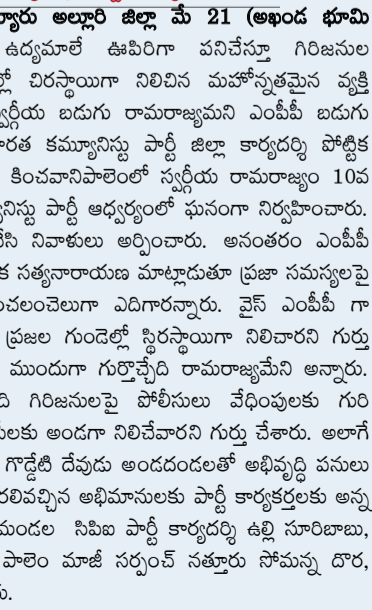 వ్యారు అల్లూరి జిల్లా మే 21 (అఖండ భూమి
ఉద్యమాలే ఊపిరిగా పనిచేస్తూ గిరిజనుల
ల్లో చిరస్థాయిగా నిలిచిన మహోన్నతమైన వ్యక్తి
వర్గీయ బడుగు రామరాజ్యమని ఎంపీపీ బడుగు
ారత కమ్యూనిస్టు పార్టీ జిల్లా కార్యదర్శి పొట్టిక
కించవానిపాలెంలో స్వర్గీయ రామరాజ్యం 10వ
నిస్టు పార్టీ ఆధ్వర్యంలో ఘనంగా నిర్వహించారు.
వేసి నివాళులు అర్పించారు. అనంతరం ఎంపీపీ
క సత్యనారాయణ మాట్లాడుతూ ప్రజా సమస్యలపై
ంచలంచెలుగా ఎదిగారన్నారు. వైస్ ఎంపీపీ గా
ప్రజల గుండెల్లో స్థిరస్థాయిగా నిలిచారని గుర్తు
ముందుగా గుర్తొచ్చేది రామరాజ్యమేని అన్నారు.
ది గిరిజనులపై పోలీసులు వేధింపులకు గురి
ులకు అండగా నిలిచేవారని గుర్తు చేశారు. అలాగే
గొడ్డేటి దేవుడు అండదండలతో అభివృద్ధి పనులు
రలివచ్చిన అభిమానులకు పార్టీ కార్యకర్తలకు అన్న
మండల సిపిఐ పార్టీ కార్యదర్శి ఉల్లి సూరిబాబు,
పాలెం మాజీ సర్పంచ్ నత్తూరు సోమన్న దొర,
ు.